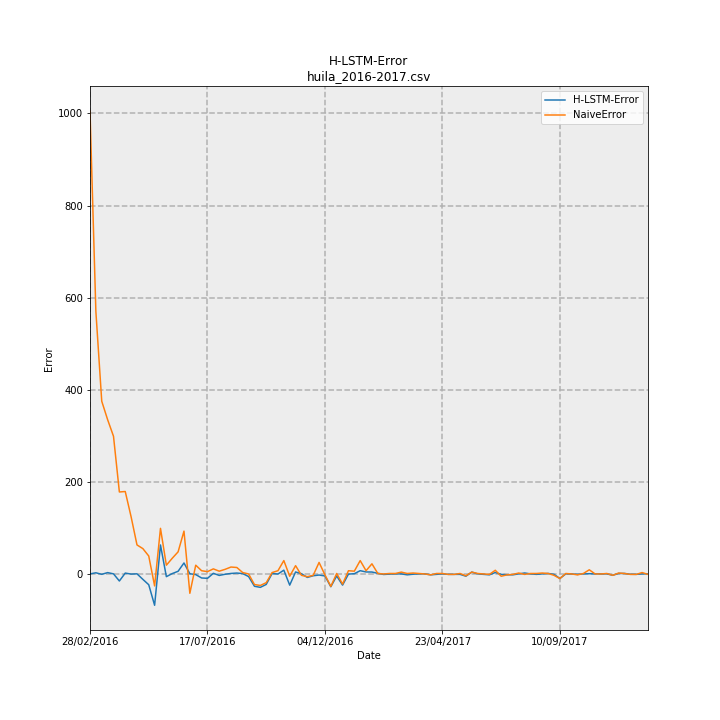 H-LSTM-Error
huila_2016-2017.csv
H-LSTM-Error
NaiveError
1000
800
600
400
200
0
Error
28/02/2016
17/07/2016
04/12/2016
23/04/2017
10/09/2017
Date